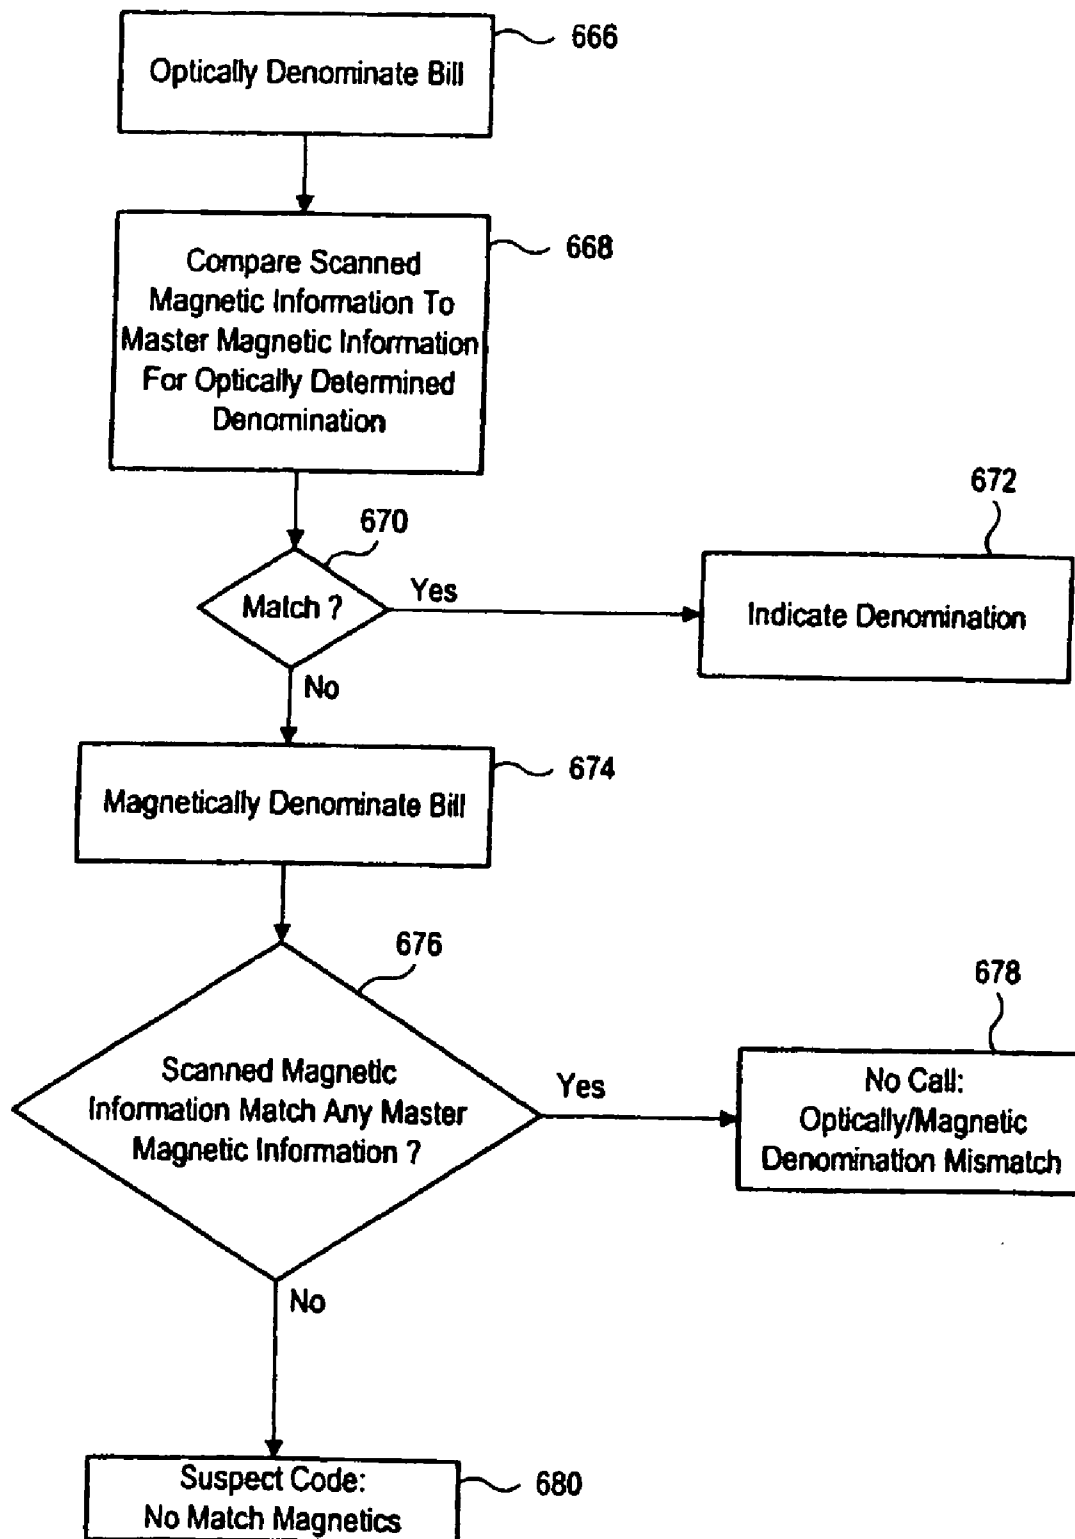 Optically Denominate Bill
666
Compare Scanned
Magnetic Information To
Master Magnetic Information
For Optically Determined
Denomination
668
670
Match ?
Yes
672
Indicate Denomination
No
Magnetically Denominate Bill
674
676
Scanned Magnetic
Information Match Any Master
Magnetic Information ?
Yes
678
No Call:
Optically/Magnetic
Denomination Mismatch
No
Suspect Code:
No Match Magnetics
680